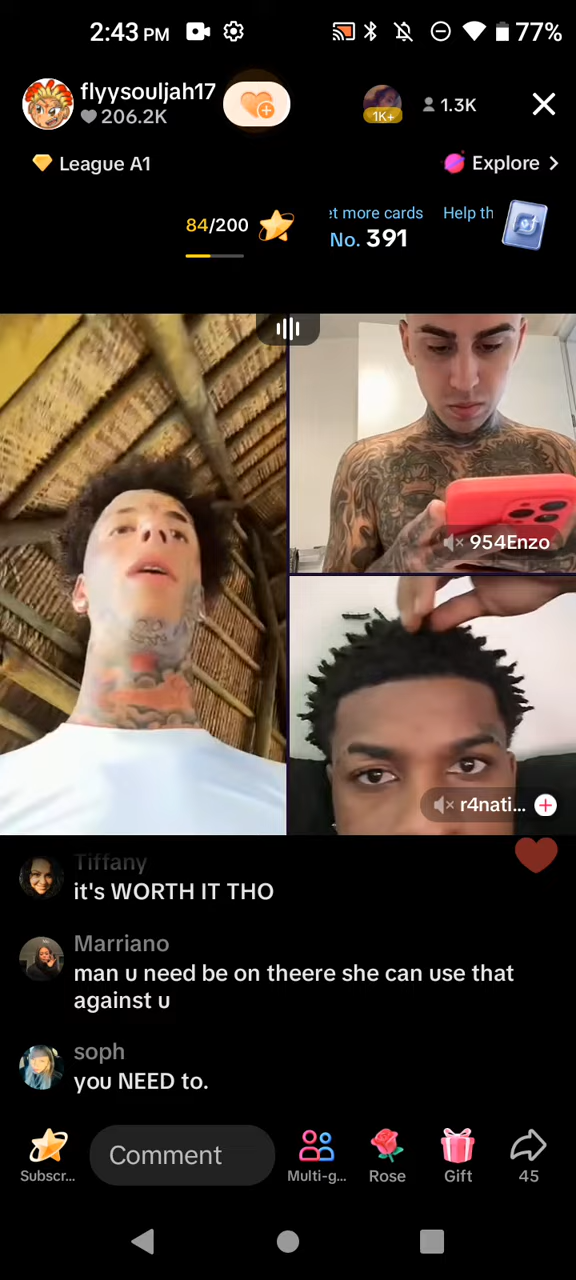 2:43 PM
77%
flyysouljah17
206.2K
1K+
1.3K
League A1
Explore >
84/200
et more cards Help th
No. 391
954Enzo
r4nati...
Tiffany
it's WORTH IT THO
Marriano
man u need be on theere she can use that
against u
soph
you NEED to.
Comment
Subscr...
Multi-g...
Rose
Gift
45